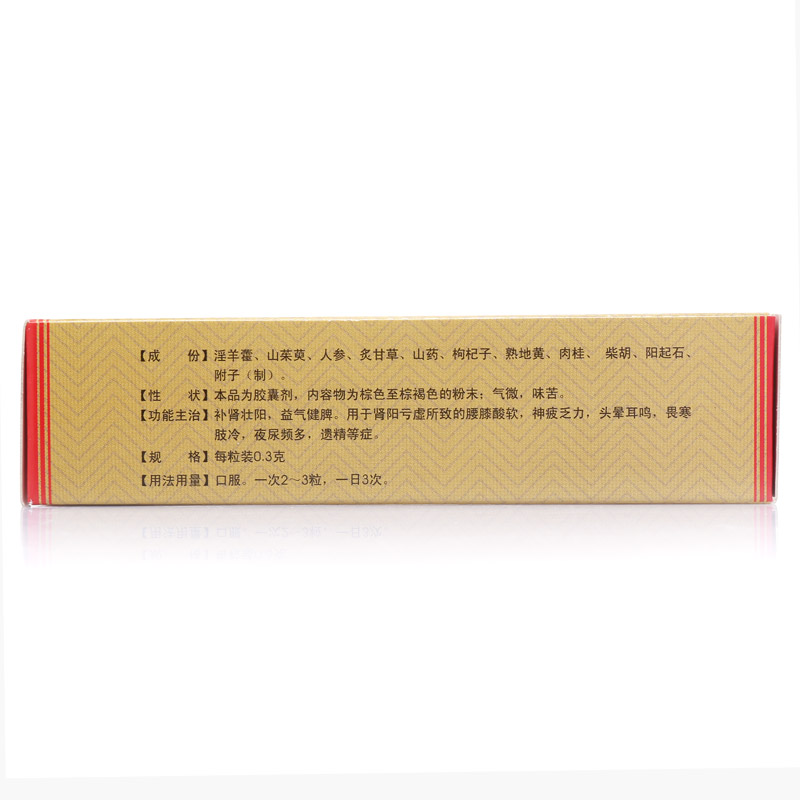 【成 份】淫羊藿、山茱萸、人参、炙甘草、山药、枸杞子、熟地黄、肉桂、 柴胡、阳起石、
附子（制）。
【性 状】本品为胶囊剂，内容物为棕色至棕褐色的粉末；气微，味苦。
【功能主治】补肾壮阳，益气健脾。用于肾阳亏虚所致的腰膝酸软，神疲乏力，头晕耳鸣，畏寒
肢冷，夜尿频多，遗精等症。
【规 格】每粒装0.3克
【用法用量】口服。一次2～3粒，一日3次。